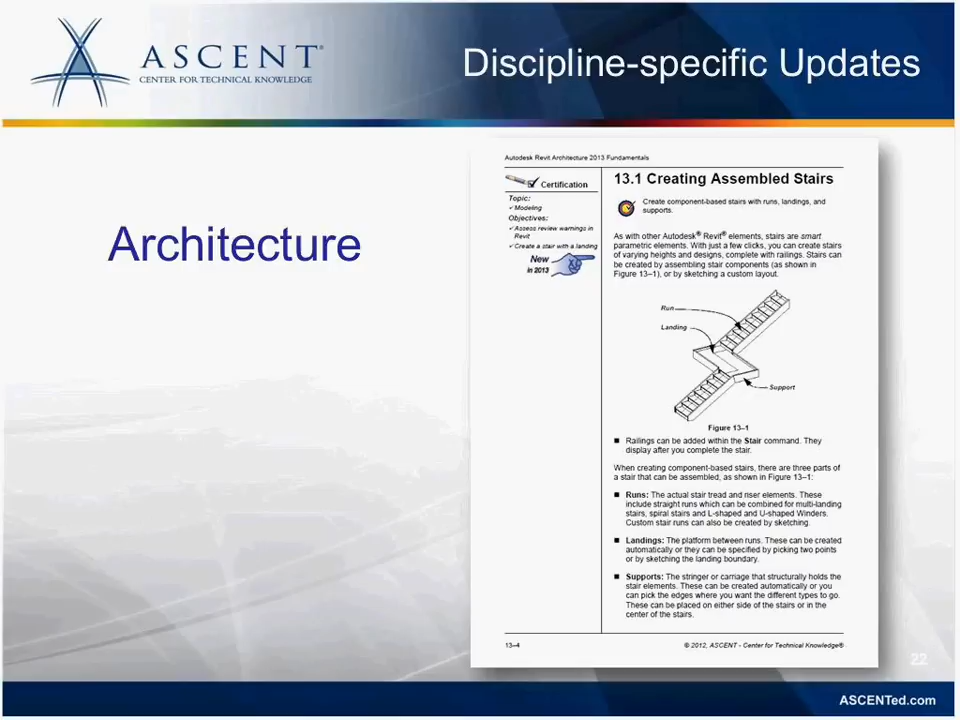 ASCENT®
CENTER FOR TECHNICAL KNOWLEDGE
Discipline-specific Updates
Architecture
Autodesk Revit Architecture 2013 Fundamentals
Certification
Topic:
✓Modeling
Objectives:
✓Assess review warnings in
Revit
✓Create a stair with a landing
New
in 2013
13.1 Creating Assembled Stairs
Create component-based stairs with runs, landings, and
supports.
As with other Autodesk® Revit® elements, stairs are smart
parametric elements. With just a few clicks, you can create stairs
of varying heights and designs, complete with railings. Stairs can
be created by assembling stair components (as shown in
Figure 13–1), or by sketching a custom layout.
Run
Landing
Support
Figure 13–1
■ Railings can be added within the Stair command. They
display after you complete the stair.
When creating component-based stairs, there are three parts of
a stair that can be assembled, as shown in Figure 13–1:
■ Runs: The actual stair tread and riser elements. These
include straight runs which can be combined for multi-landing
stairs, spiral stairs and L-shaped and U-shaped Winders.
Custom stair runs can also be created by sketching.
■ Landings: The platform between runs. These can be created
automatically or they can be specified by picking two points
or by sketching the landing boundary.
■ Supports: The stringer or carriage that structurally holds the
stair elements. These can be created automatically or you
can pick the edges where you want the different types to go.
These can be placed on either side of the stairs or in the
center of the stairs.
13–4
© 2012, ASCENT - Center for Technical Knowledge®
22
ASCENTed.com